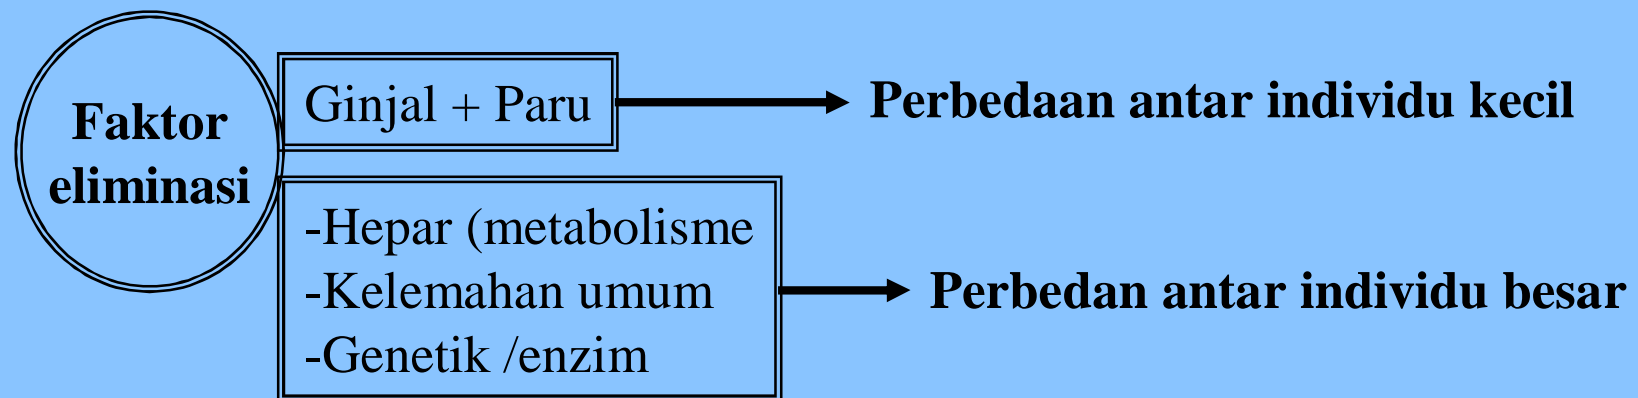 Faktor
eliminasi
Ginjal + Paru
Perbedaan antar individu kecil
-Hepar (metabolisme
-Kelemahan umum
-Genetik /enzim
Perbedan antar individu besar